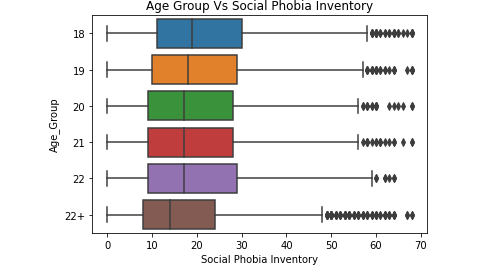 Age Group Vs Social Phobia Inventory
18
19
20
21
22
22+
Age_Group
0 10 20 30 40 50 60 70
Social Phobia Inventory